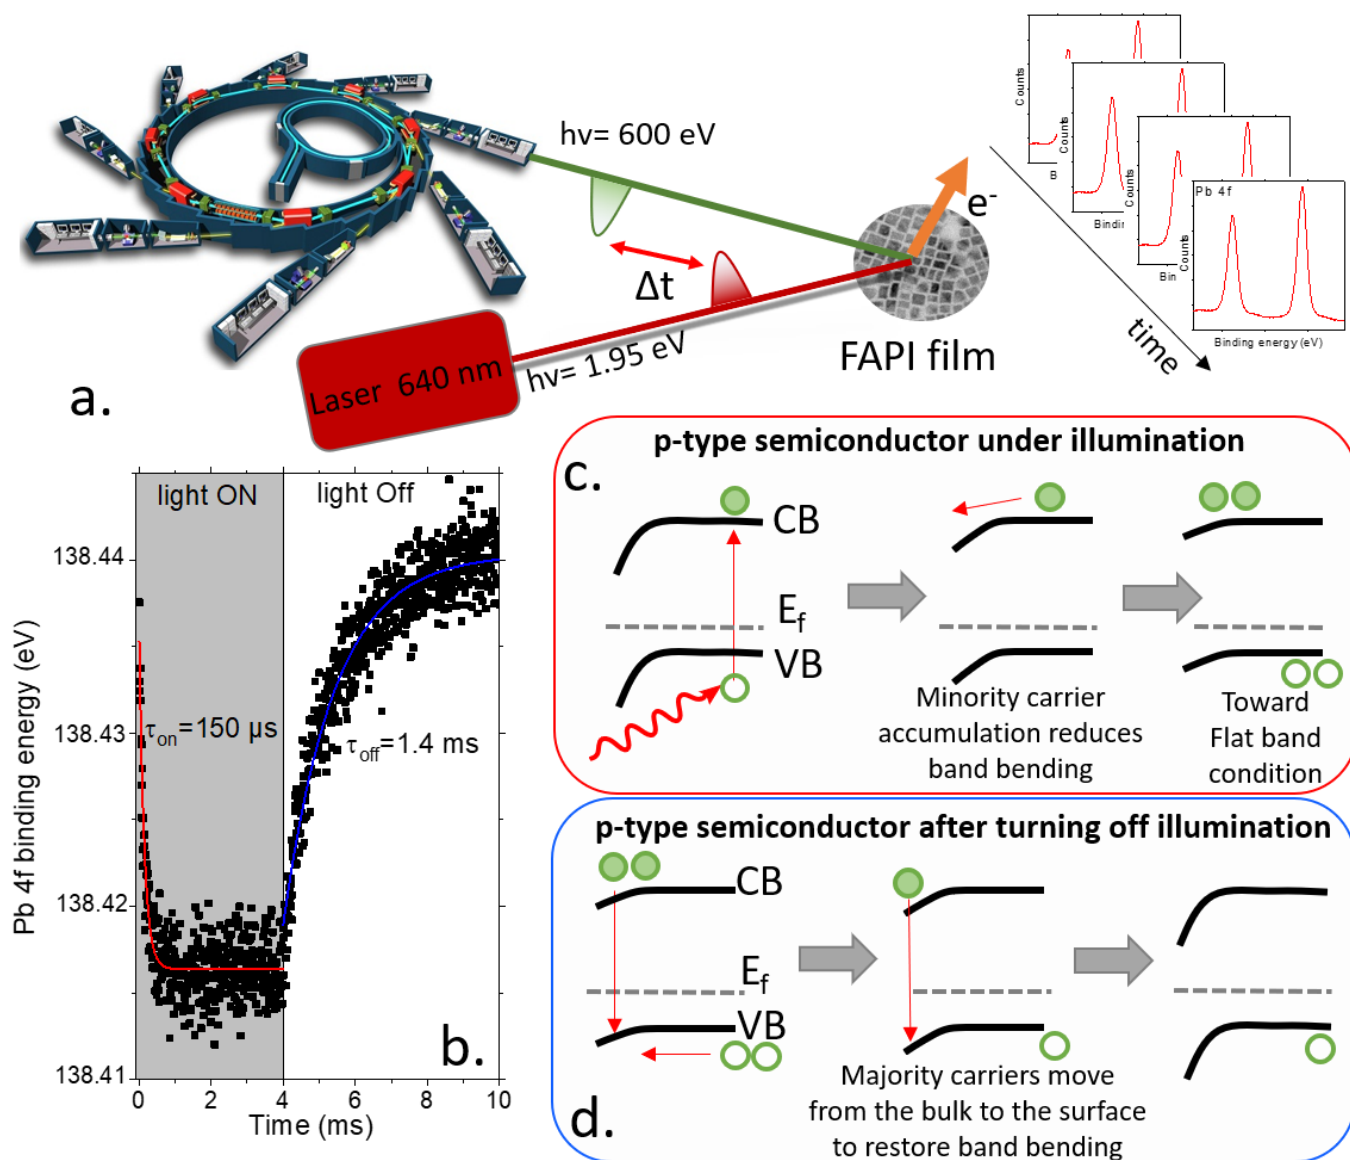 hν= 600 eV
Δt
e-
Laser 640 nm
hν= 1.95 eV
FAPI film
time
Counts
B
Counts
Bindin
Counts
Bin
Pb 4f
Counts
Binding energy (eV)
a.
light ON
light Off
138.44
138.43
138.42
138.41
τon=150 µs
τoff=1.4 ms
Pb 4f binding energy (eV)
0 2 4 6 8 10
Time (ms)
b.
p-type semiconductor under illumination
c.
CB
Ef
VB
Minority carrier
accumulation reduces
band bending
Toward
Flat band
condition
p-type semiconductor after turning off illumination
CB
Ef
VB
d.
Majority carriers move
from the bulk to the surface
to restore band bending